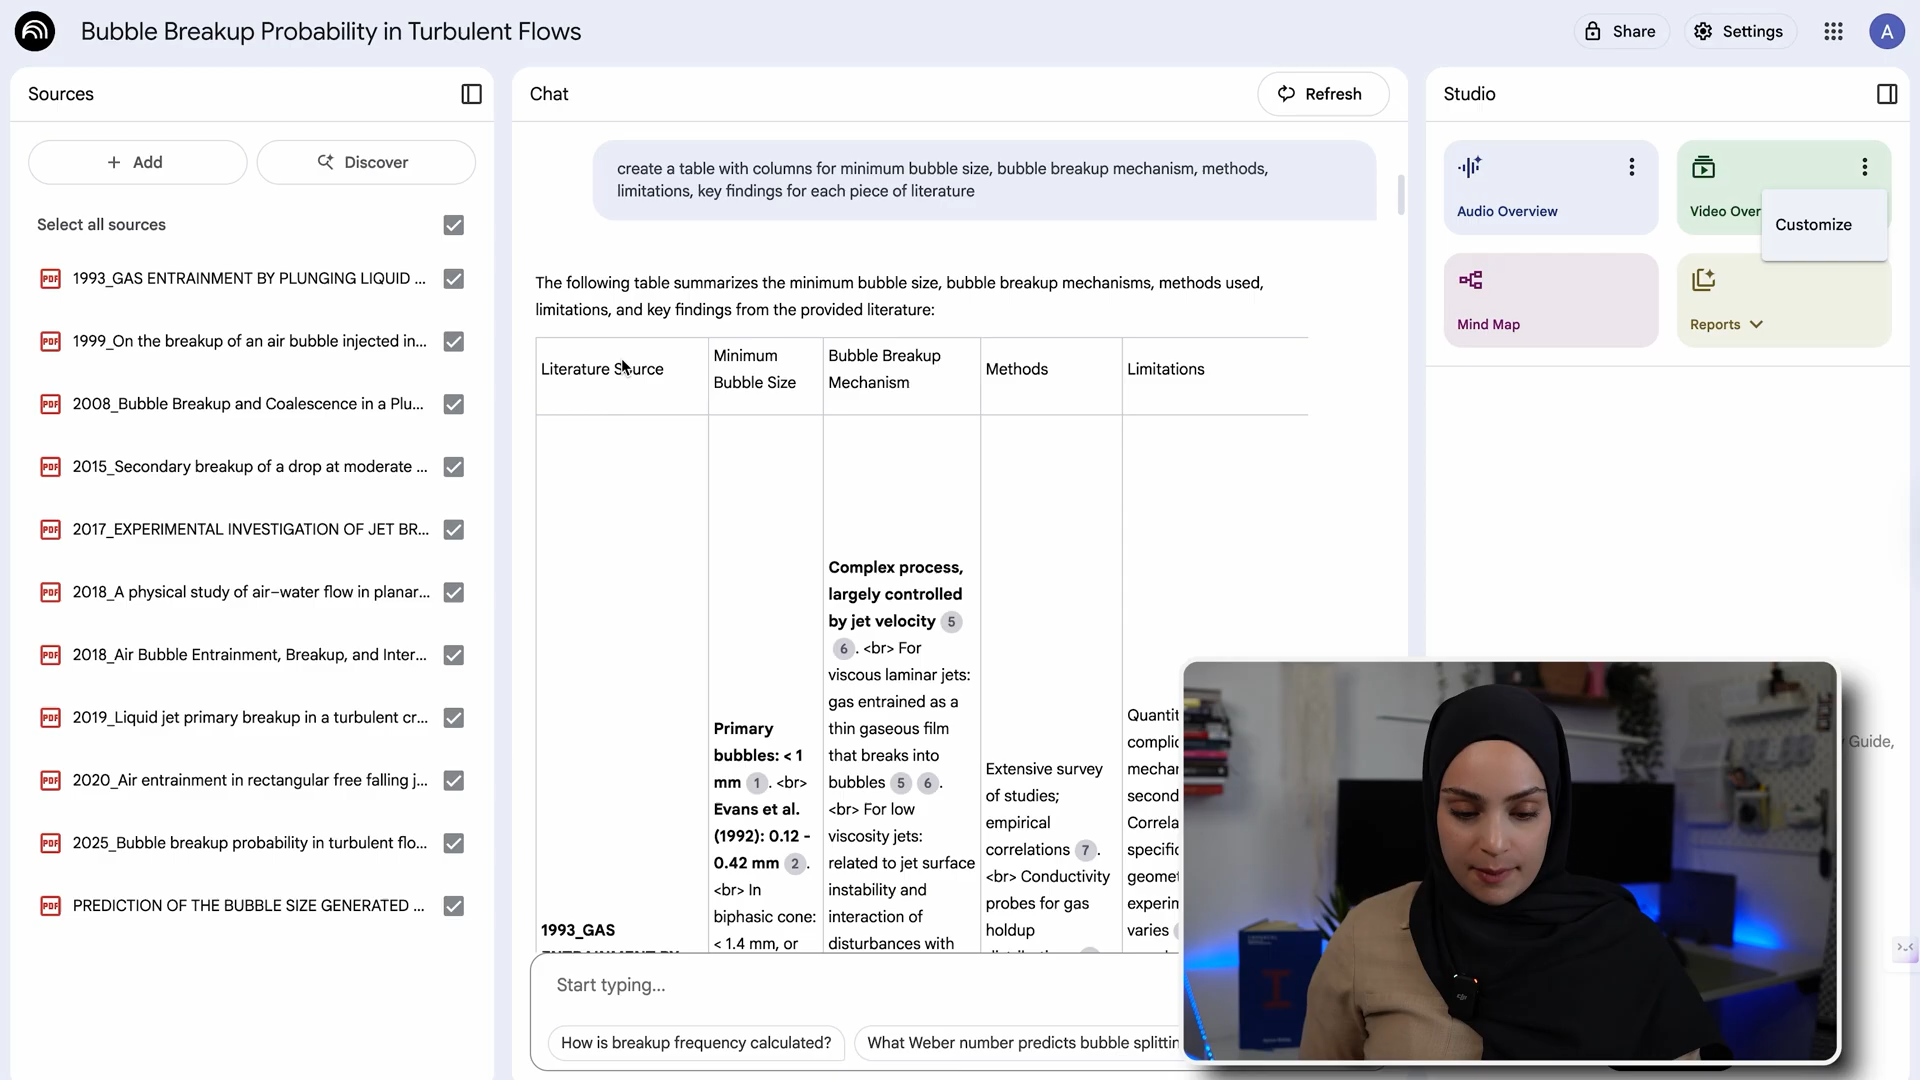 Bubble Breakup Probability in Turbulent Flows
Share
Settings
A
Sources
Add
Discover
Select all sources
1993_GAS ENTRAINMENT BY PLUNGING LIQUID ...
1999_On the breakup of an air bubble injected in...
2008_Bubble Breakup and Coalescence in a Plu...
2015_Secondary breakup of a drop at moderate ...
2017_EXPERIMENTAL INVESTIGATION OF JET BR...
2018_A physical study of air–water flow in planar...
2018_Air Bubble Entrainment, Breakup, and Inter...
2019_Liquid jet primary breakup in a turbulent cr...
2020_Air entrainment in rectangular free falling j...
2025_Bubble breakup probability in turbulent flo...
PREDICTION OF THE BUBBLE SIZE GENERATED ...
Chat
Refresh
create a table with columns for minimum bubble size, bubble breakup mechanism, methods,
limitations, key findings for each piece of literature
The following table summarizes the minimum bubble size, bubble breakup mechanisms, methods used,
limitations, and key findings from the provided literature:
Literature Source
Minimum
Bubble Size
Bubble Breakup
Mechanism
Methods
Limitations
1993_GAS
Primary
bubbles: < 1
mm 1 . <br>
Evans et al.
(1992): 0.12 -
0.42 mm 2 .
<br> In
biphasic cone:
< 1.4 mm, or
Complex process,
largely controlled
by jet velocity 5
6 . <br> For
viscous laminar jets:
gas entrained as a
thin gaseous film
that breaks into
bubbles 5 6 .
<br> For low
viscosity jets:
related to jet surface
instability and
interaction of
disturbances with
Extensive survey
of studies;
empirical
correlations 7 .
<br> Conductivity
probes for gas
holdup
Quantit
complic
mechar
second
Correla
specific
geomet
experim
varies
Start typing...
How is breakup frequency calculated?
What Weber number predicts bubble splittin
Studio
Audio Overview
Video Over
Customize
Mind Map
Reports
Guide,